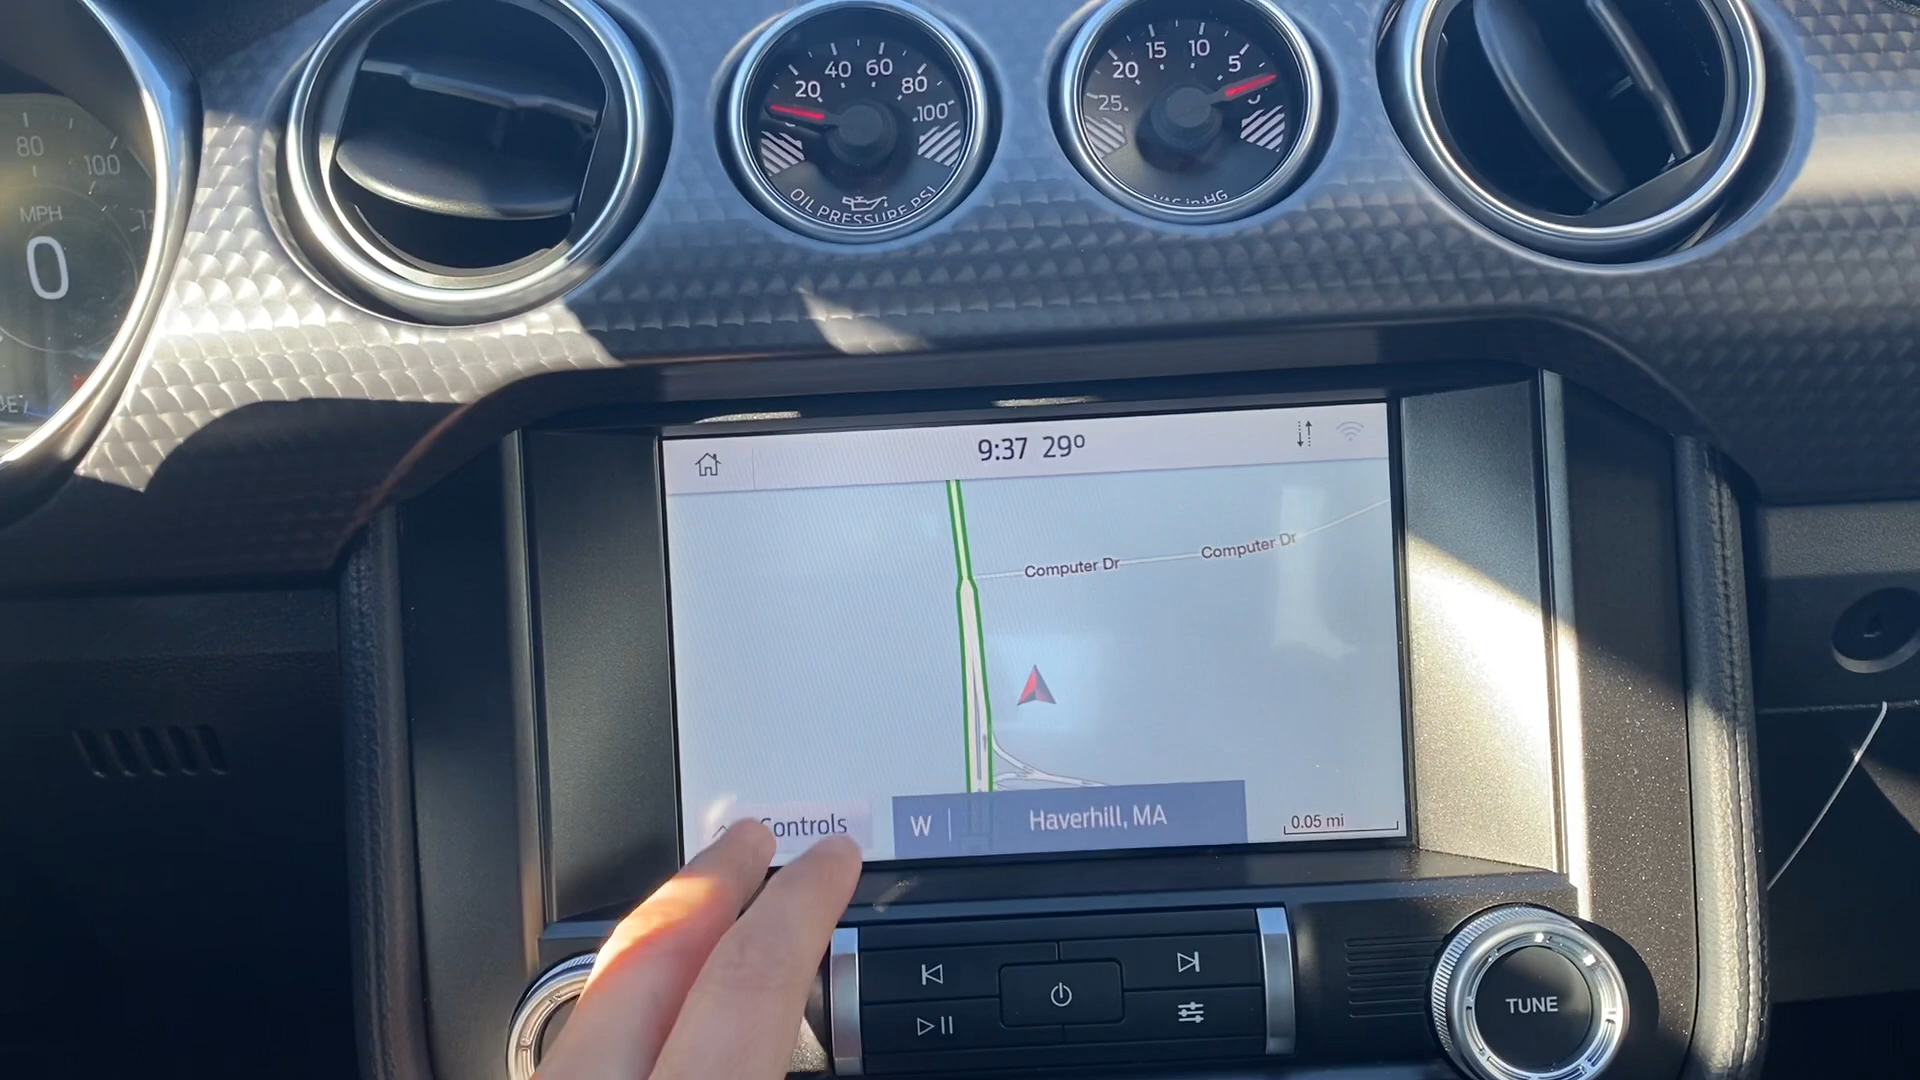 20 40 60 80 100
OIL PRESSURE PSI
25 20 15 10 5
80 100
MPH
0
9:37 29º
Computer Dr
Computer Dr
Controls
W Haverhill, MA
0.05 mi
TUNE